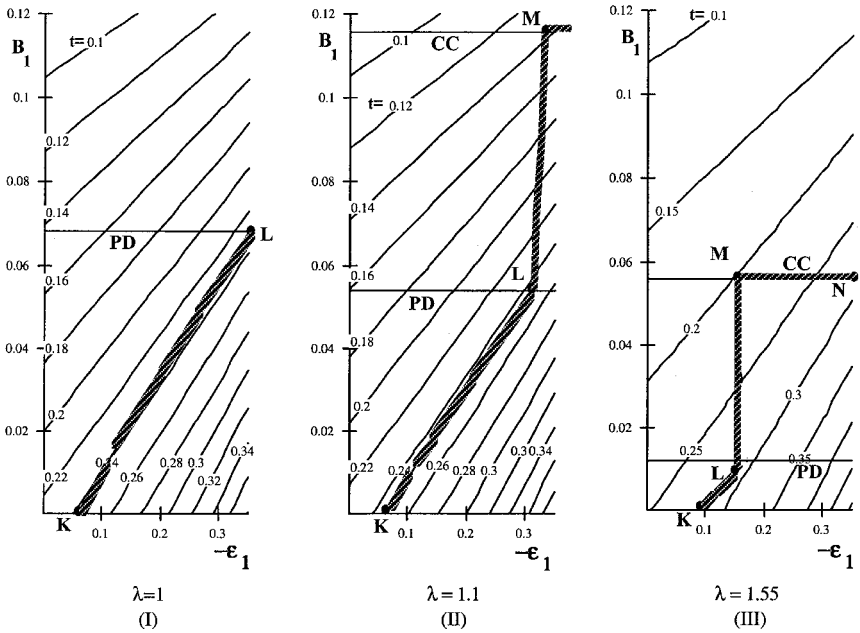 0.12
B1
t= 0.1
0.1
0.12
0.08
0.14
L
PD
0.06
0.16
0.04
0.18
0.2
0.02
0.22
0.24
0.26
0.28
0.3
0.32
0.34
K
0.1
0.2
0.3
−ε1
λ=1
(I)
0.12
M
B1
CC
0.1
0.1
t= 0.12
0.08
0.14
0.06
0.16
L
PD
0.04
0.18
0.2
0.02
0.22
0.24
0.26
0.28
0.3
0.3
0.34
K
0.1
0.2
0.3
−ε1
λ = 1.1
(II)
0.12
B1
t= 0.1
0.1
0.08
0.15
0.06
M
CC
N
0.2
0.04
0.3
0.02
0.25
0.35
L
PD
K
0.1
0.2
0.3
−ε1
λ = 1.55
(III)